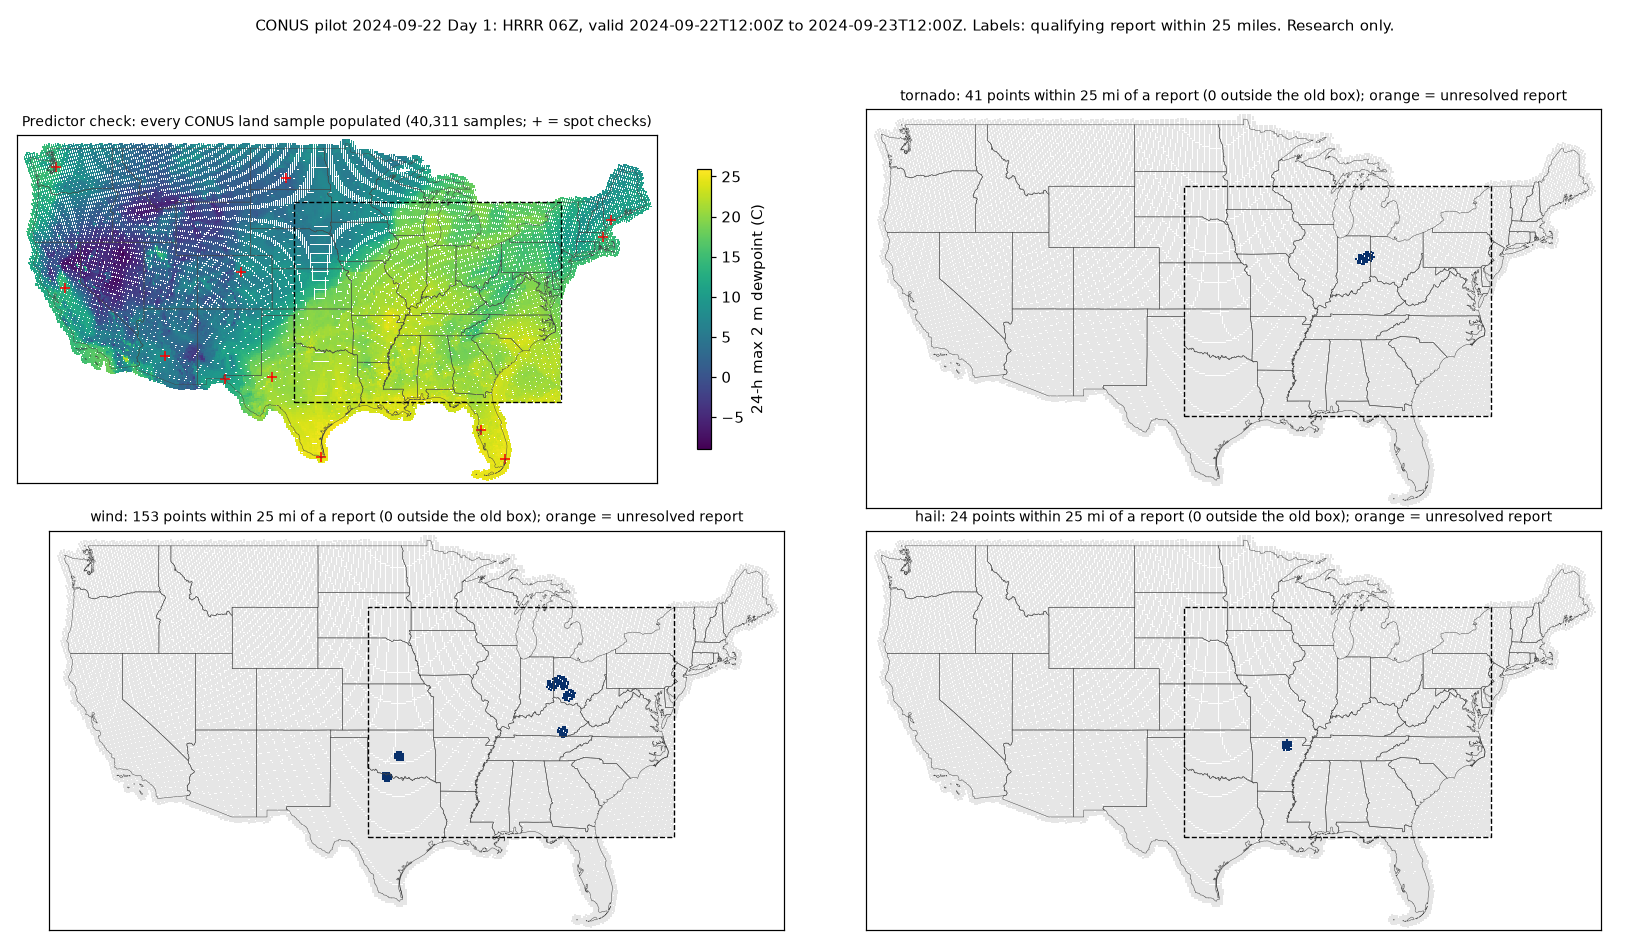 CONUS pilot 2024-09-22 Day 1: HRRR 06Z, valid 2024-09-22T12:00Z to 2024-09-23T12:00Z. Labels: qualifying report within 25 miles. Research only.
Predictor check: every CONUS land sample populated (40,311 samples; + = spot checks)
25
20
15
10
5
0
−5
24-h max 2 m dewpoint (C)
tornado: 41 points within 25 mi of a report (0 outside the old box); orange = unresolved report
wind: 153 points within 25 mi of a report (0 outside the old box); orange = unresolved report
hail: 24 points within 25 mi of a report (0 outside the old box); orange = unresolved report